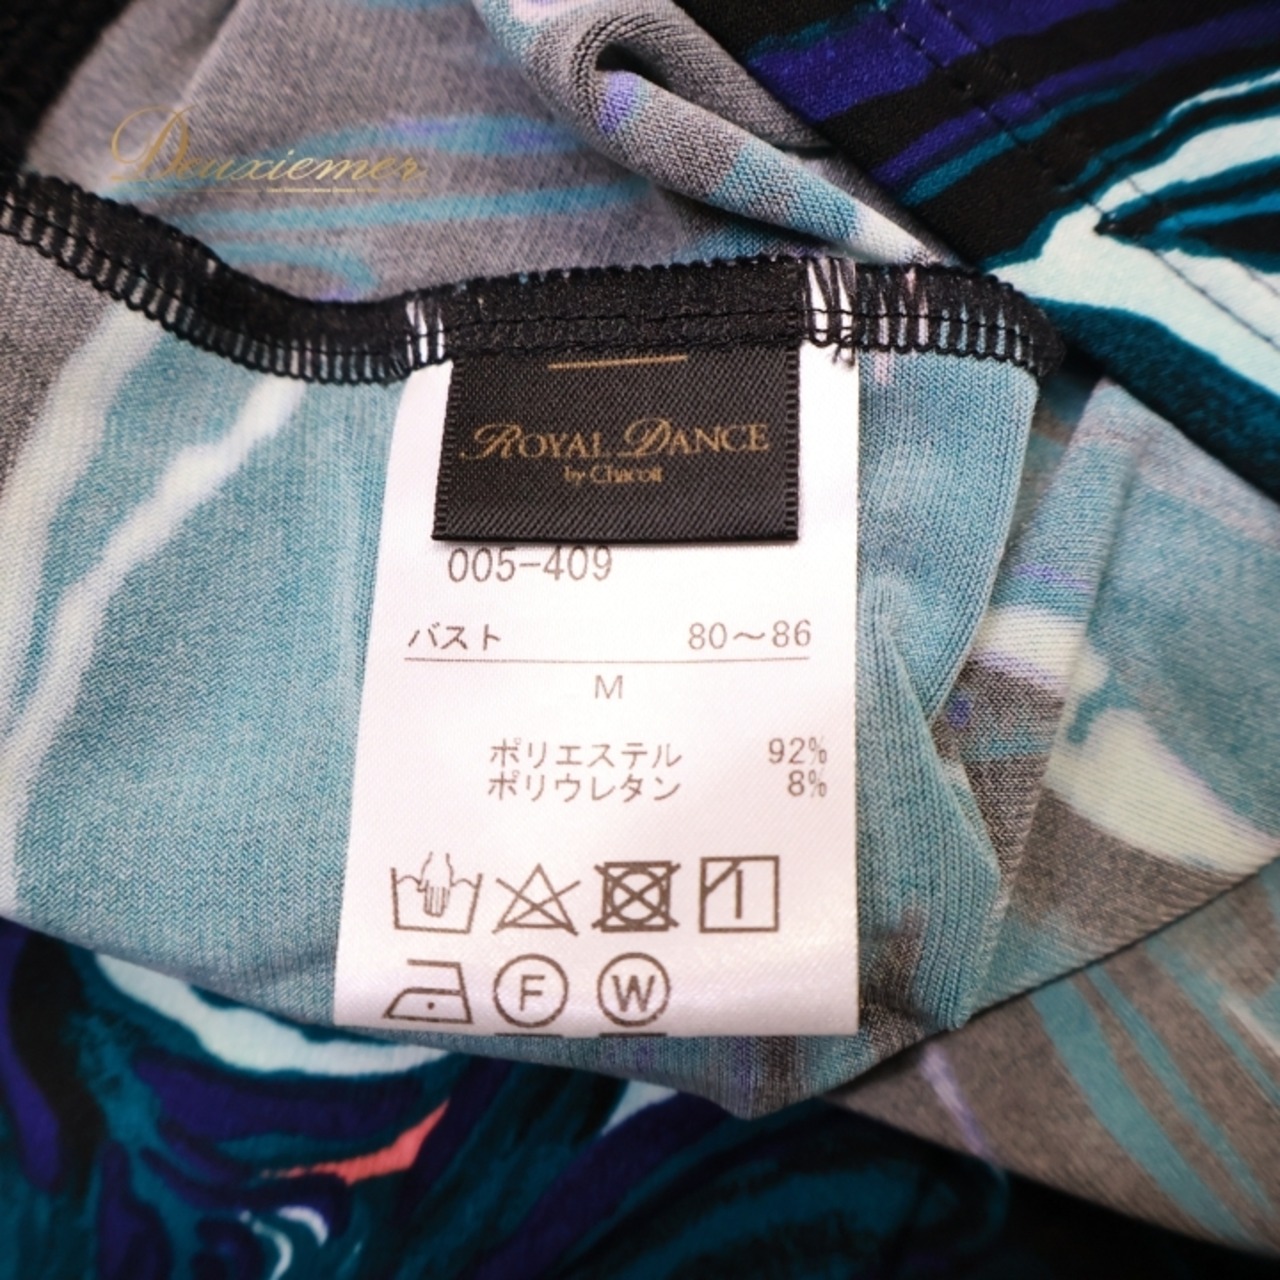 Deuxiemer
ROYAL DANCE
by Chacott
005-409
バスト 80～86
M
ポリエステル 92%
ポリウレタン 8%
F
W